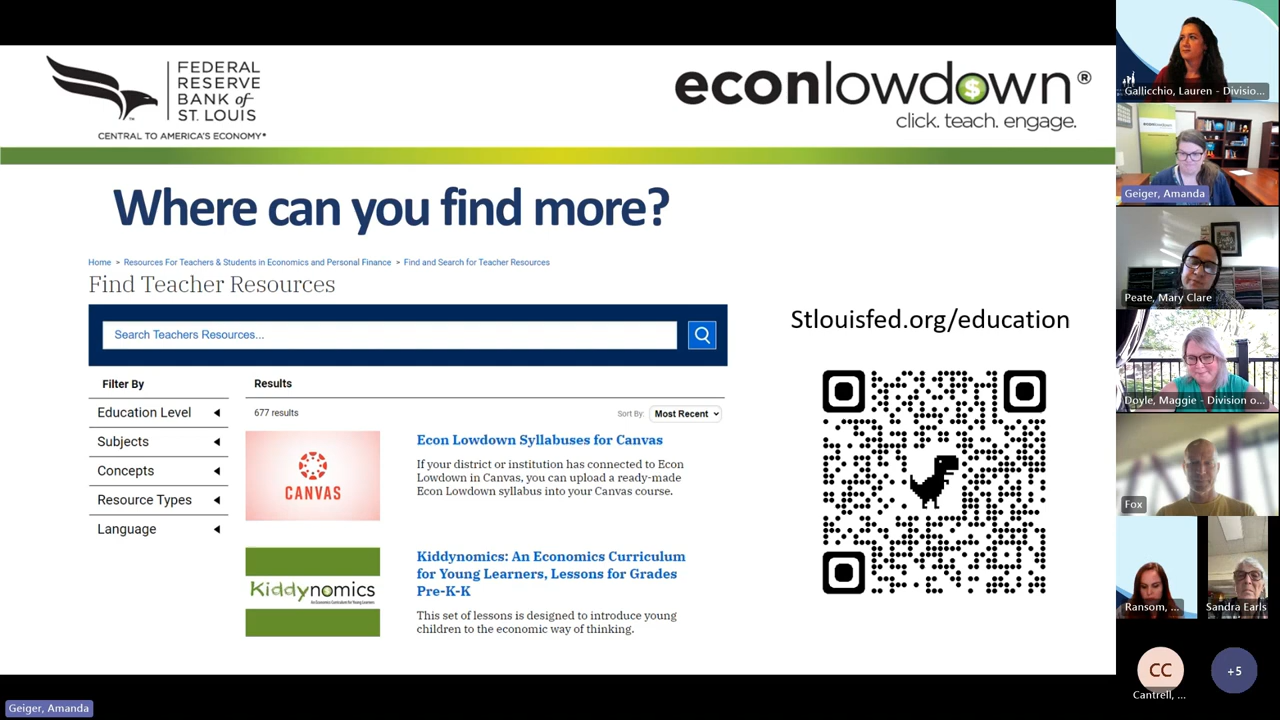 FEDERAL
RESERVE
BANK of
ST. LOUIS
CENTRAL TO AMERICA'S ECONOMY®
econlowdown®
click. teach. engage.
Where can you find more?
Home > Resources For Teachers & Students in Economics and Personal Finance > Find and Search for Teacher Resources
Find Teacher Resources
Search Teachers Resources...
Filter By
Education Level
Subjects
Concepts
Resource Types
Language
Results
677 results
Sort By: Most Recent
CANVAS
Econ Lowdown Syllabuses for Canvas
If your district or institution has connected to Econ
Lowdown in Canvas, you can upload a ready-made
Econ Lowdown syllabus into your Canvas course.
Kiddynomics
An Economics Curriculum for Young Learners
Kiddynomics: An Economics Curriculum
for Young Learners, Lessons for Grades
Pre-K-K
This set of lessons is designed to introduce young
children to the economic way of thinking.
Stlouisfed.org/education
Gallicchio, Lauren - Divisio...
Geiger, Amanda
Peate, Mary Clare
Doyle, Maggie - Division o...
Fox
Ransom, ...
Sandra Earls
CC
Cantrell, ...
+5
Geiger, Amanda